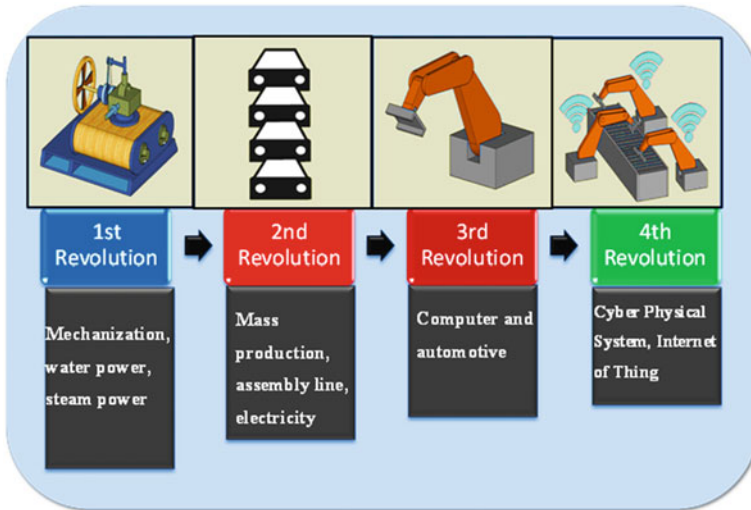 1st
Revolution
2nd
Revolution
3rd
Revolution
4th
Revolution
Mechanization,
water power,
steam power
Mass
production,
assembly line,
electricity
Computer and
automotive
Cyber Physical
System, Internet
of Thing